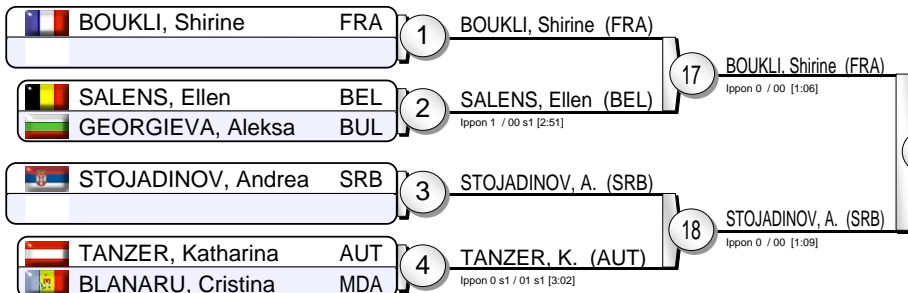 BOUKLI, Shirine FRA
1
BOUKLI, Shirine (FRA)
17
BOUKLI, Shirine (FRA)
Ippon 0 / 00 [1:06]
SALENS, Ellen BEL
GEORGIEVA, Aleksa BUL
2
SALENS, Ellen (BEL)
Ippon 1 / 00 s1 [2:51]
STOJADINOV, Andrea SRB
3
STOJADINOV, A. (SRB)
18
STOJADINOV, A. (SRB)
Ippon 0 / 00 [1:09]
TANZER, Katharina AUT
BLANARU, Cristina MDA
4
TANZER, K. (AUT)
Ippon 0 s1 / 01 s1 [3:02]